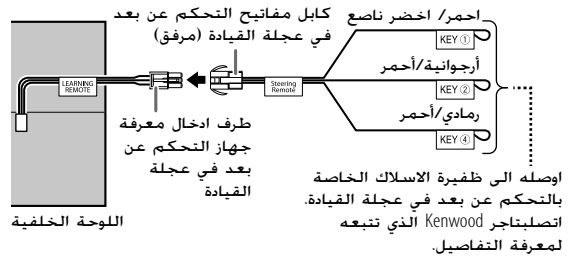 احمر/ اخضر ناصع
KEY ①
أرجوانية/أحمر
KEY ②
رمادي/أحمر
KEY ④
كابل مفاتيح التحكم عن بعد
في عجلة القيادة (مرفق)
Steering
Remote
LEARNING
REMOTE
طرف ادخال معرفة
جهاز التحكم عن
بعد في عجلة
القيادة
اللوحة الخلفية
اوصله الى ظفيرة الاسلاك الخاصة
بالتحكم عن بعد في عجلة القيادة.
اتصلبتاجر Kenwood الذي تتبعه
لمعرفة التفاصيل.